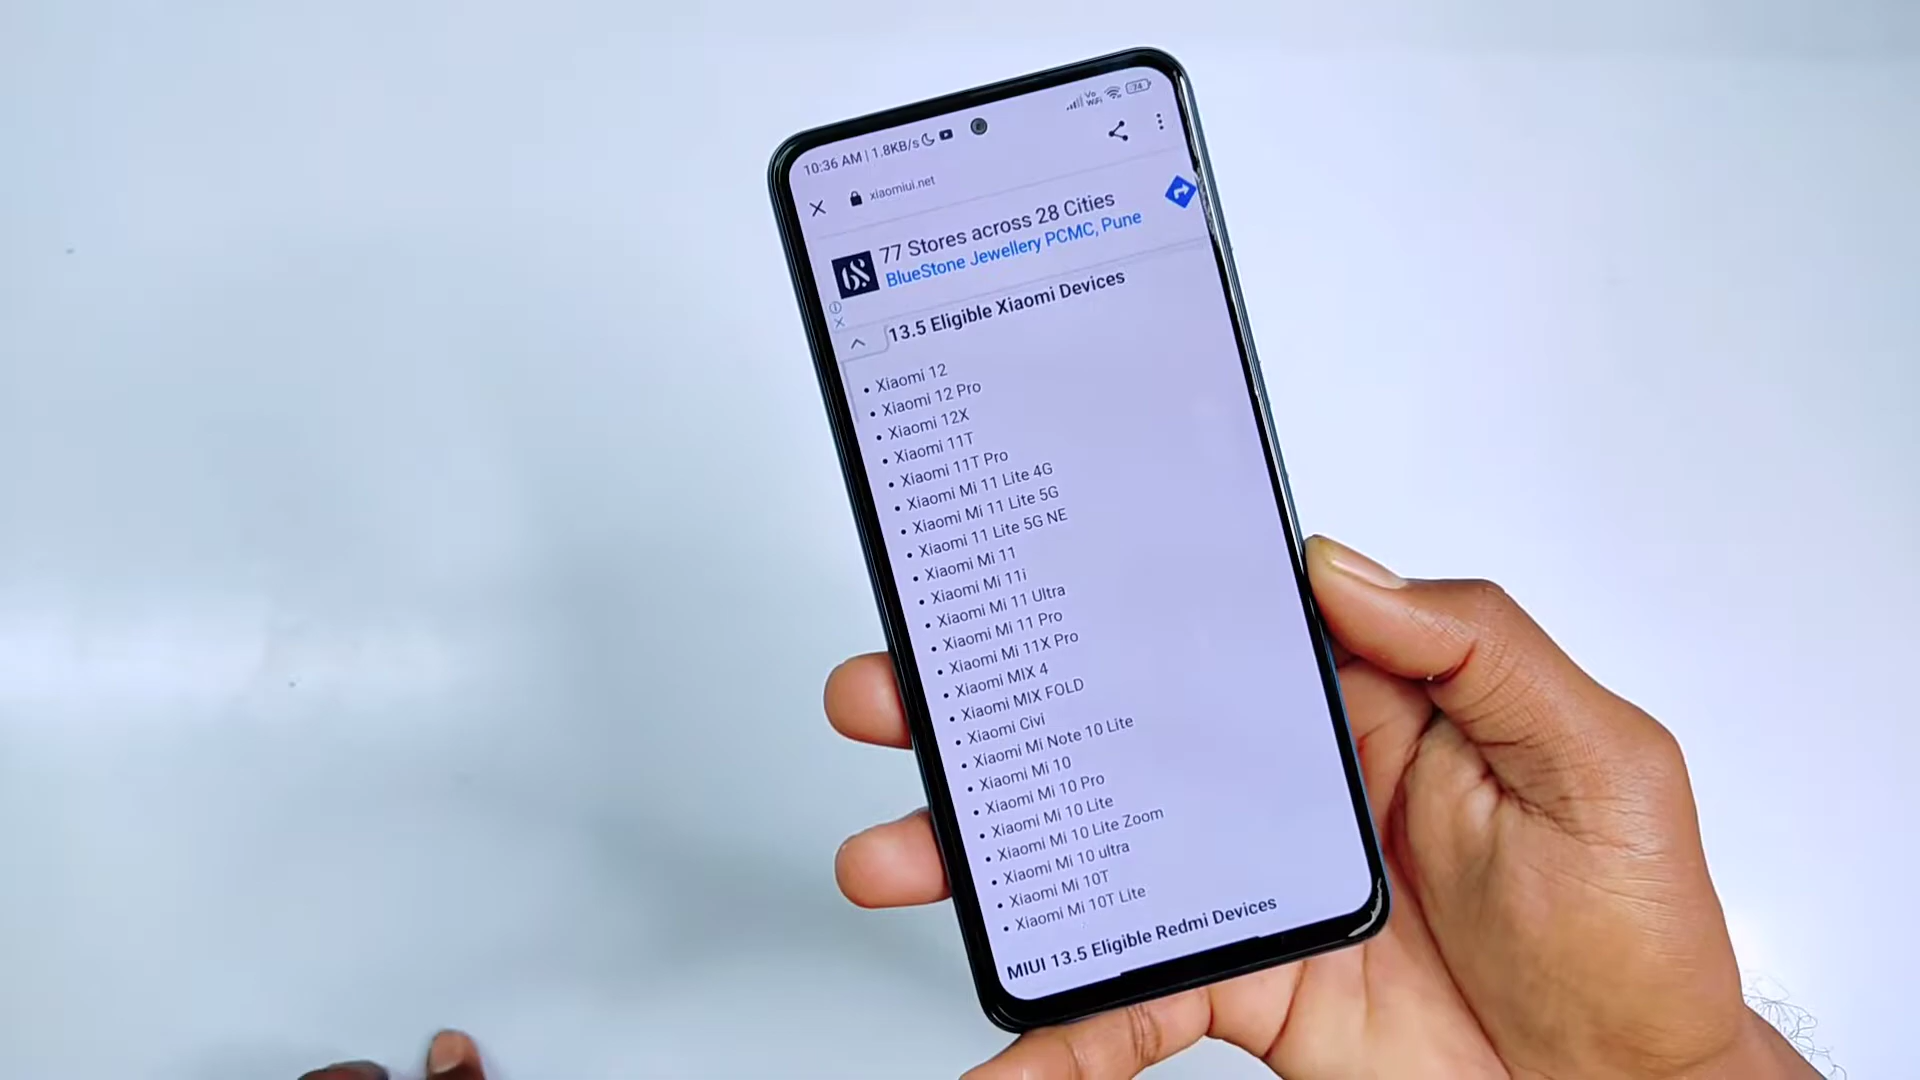 10:36 AM | 1.8KB/s
Vo
WiFi
74
xiaomiui.net
77 Stores across 28 Cities
BlueStone Jewellery PCMC, Pune
13.5 Eligible Xiaomi Devices
• Xiaomi 12
• Xiaomi 12 Pro
• Xiaomi 12X
• Xiaomi 11T
• Xiaomi 11T Pro
• Xiaomi Mi 11 Lite 4G
• Xiaomi Mi 11 Lite 5G
• Xiaomi 11 Lite 5G NE
• Xiaomi Mi 11
• Xiaomi Mi 11i
• Xiaomi Mi 11 Ultra
• Xiaomi Mi 11 Pro
• Xiaomi Mi 11X Pro
• Xiaomi MIX 4
• Xiaomi MIX FOLD
• Xiaomi Civi
• Xiaomi Mi Note 10 Lite
• Xiaomi Mi 10
• Xiaomi Mi 10 Pro
• Xiaomi Mi 10 Lite
• Xiaomi Mi 10 Lite Zoom
• Xiaomi Mi 10 ultra
• Xiaomi Mi 10T
• Xiaomi Mi 10T Lite
MIUI 13.5 Eligible Redmi Devices